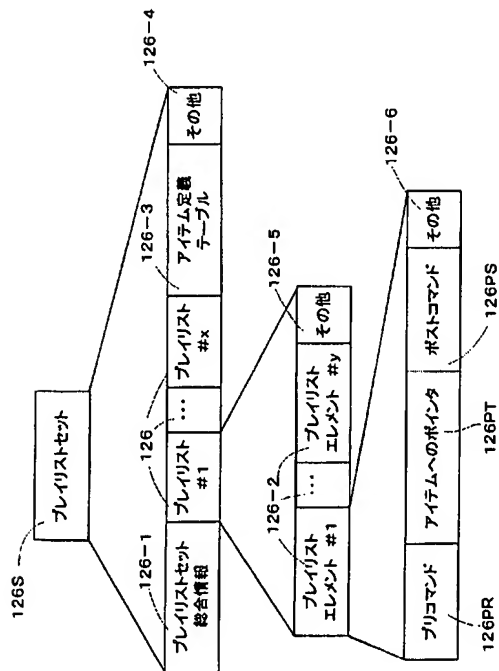 126S
プレイリストセット
126-1
126
126-3
126-4
プレイリストセット
総合情報
プレイリスト
#1
...
プレイリスト
#x
アイテム定義
テーブル
その他
126-2
126-5
プレイリスト
エレメント #1
...
プレイリスト
エレメント #y
その他
126-6
プリコマンド
アイテムへのポインタ
ポストコマンド
その他
126PR
126PT
126PS